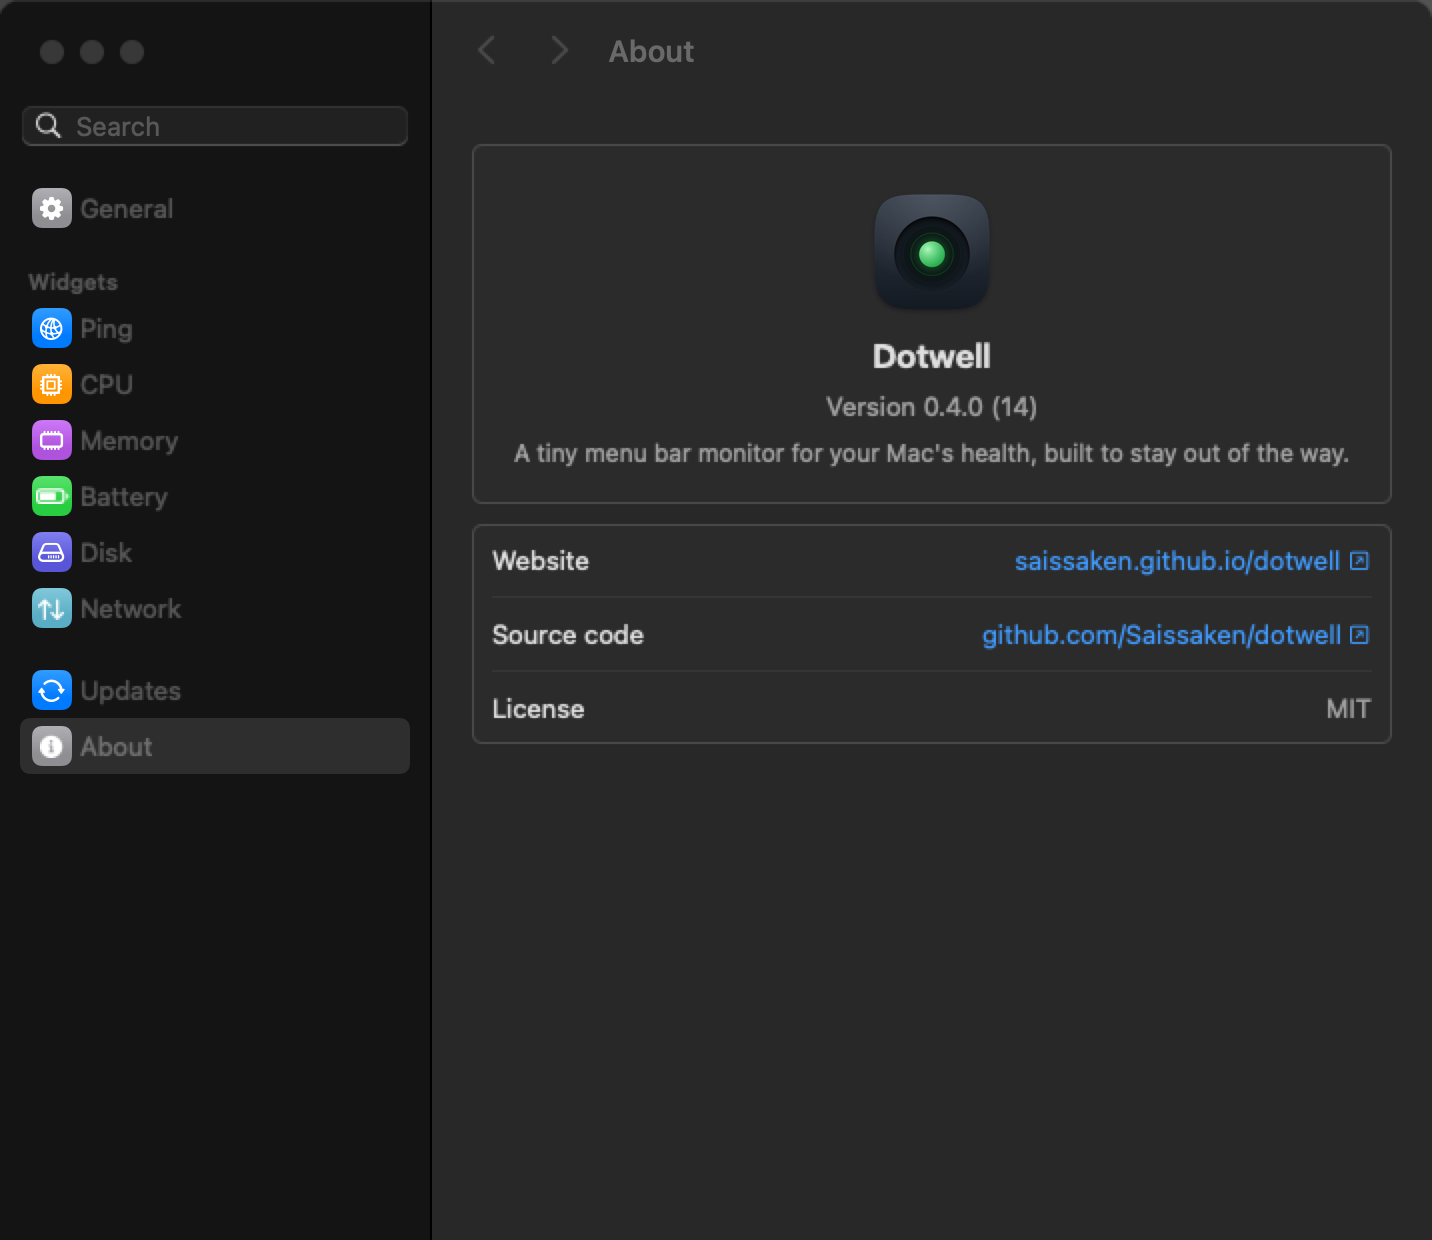 About
Search
General
Widgets
Ping
CPU
Memory
Battery
Disk
Network
Updates
About
Dotwell
Version 0.4.0 (14)
A tiny menu bar monitor for your Mac's health, built to stay out of the way.
Website saissaken.github.io/dotwell
Source code github.com/Saissaken/dotwell
License MIT